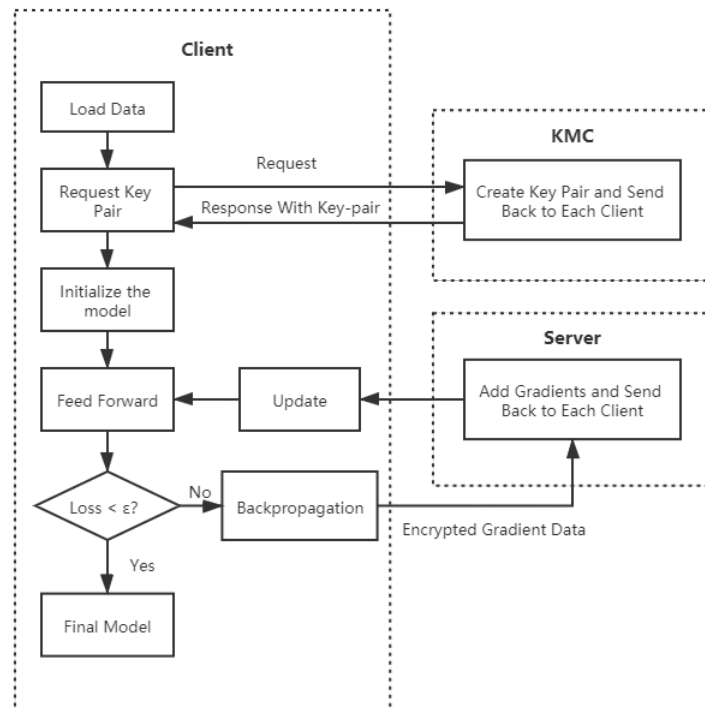 Client
Load Data
KMC
Request
Request Key
Pair
Create Key Pair and Send
Back to Each Client
Response With Key-pair
Initialize the
model
Server
Feed Forward
Update
Add Gradients and Send
Back to Each Client
Loss < ε?
No
Backpropagation
Encrypted Gradient Data
Yes
Final Model